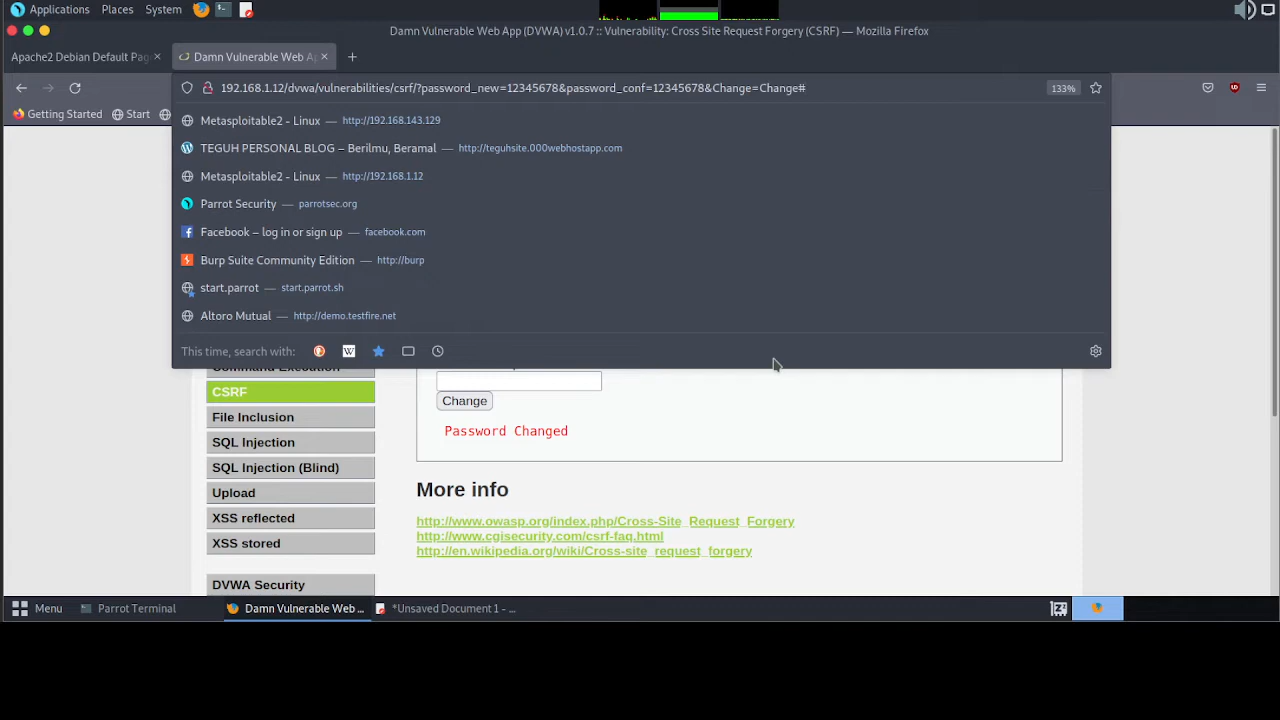 Applications Places System
Damn Vulnerable Web App (DVWA) v1.0.7 :: Vulnerability: Cross Site Request Forgery (CSRF) — Mozilla Firefox
Apache2 Debian Default Pag
Damn Vulnerable Web Ap
192.168.1.12/dvwa/vulnerabilities/csrf/?password_new=12345678&password_conf=12345678&Change=Change#
133%
Getting Started Start
Metasploitable2 - Linux — http://192.168.143.129
TEGUH PERSONAL BLOG – Berilmu, Beramal — http://teguhsite.000webhostapp.com
Metasploitable2 - Linux — http://192.168.1.12
Parrot Security — parrotsec.org
Facebook – log in or sign up — facebook.com
Burp Suite Community Edition — http://burp
start.parrot — start.parrot.sh
Altoro Mutual — http://demo.testfire.net
This time, search with: W
Command Execution
CSRF
Change
File Inclusion
Password Changed
SQL Injection
SQL Injection (Blind)
More info
Upload
XSS reflected
http://www.owasp.org/index.php/Cross-Site_Request_Forgery
http://www.cgisecurity.com/csrf-faq.html
XSS stored
http://en.wikipedia.org/wiki/Cross-site_request_forgery
DVWA Security
Menu Parrot Terminal Damn Vulnerable Web ... *Unsaved Document 1 - ...